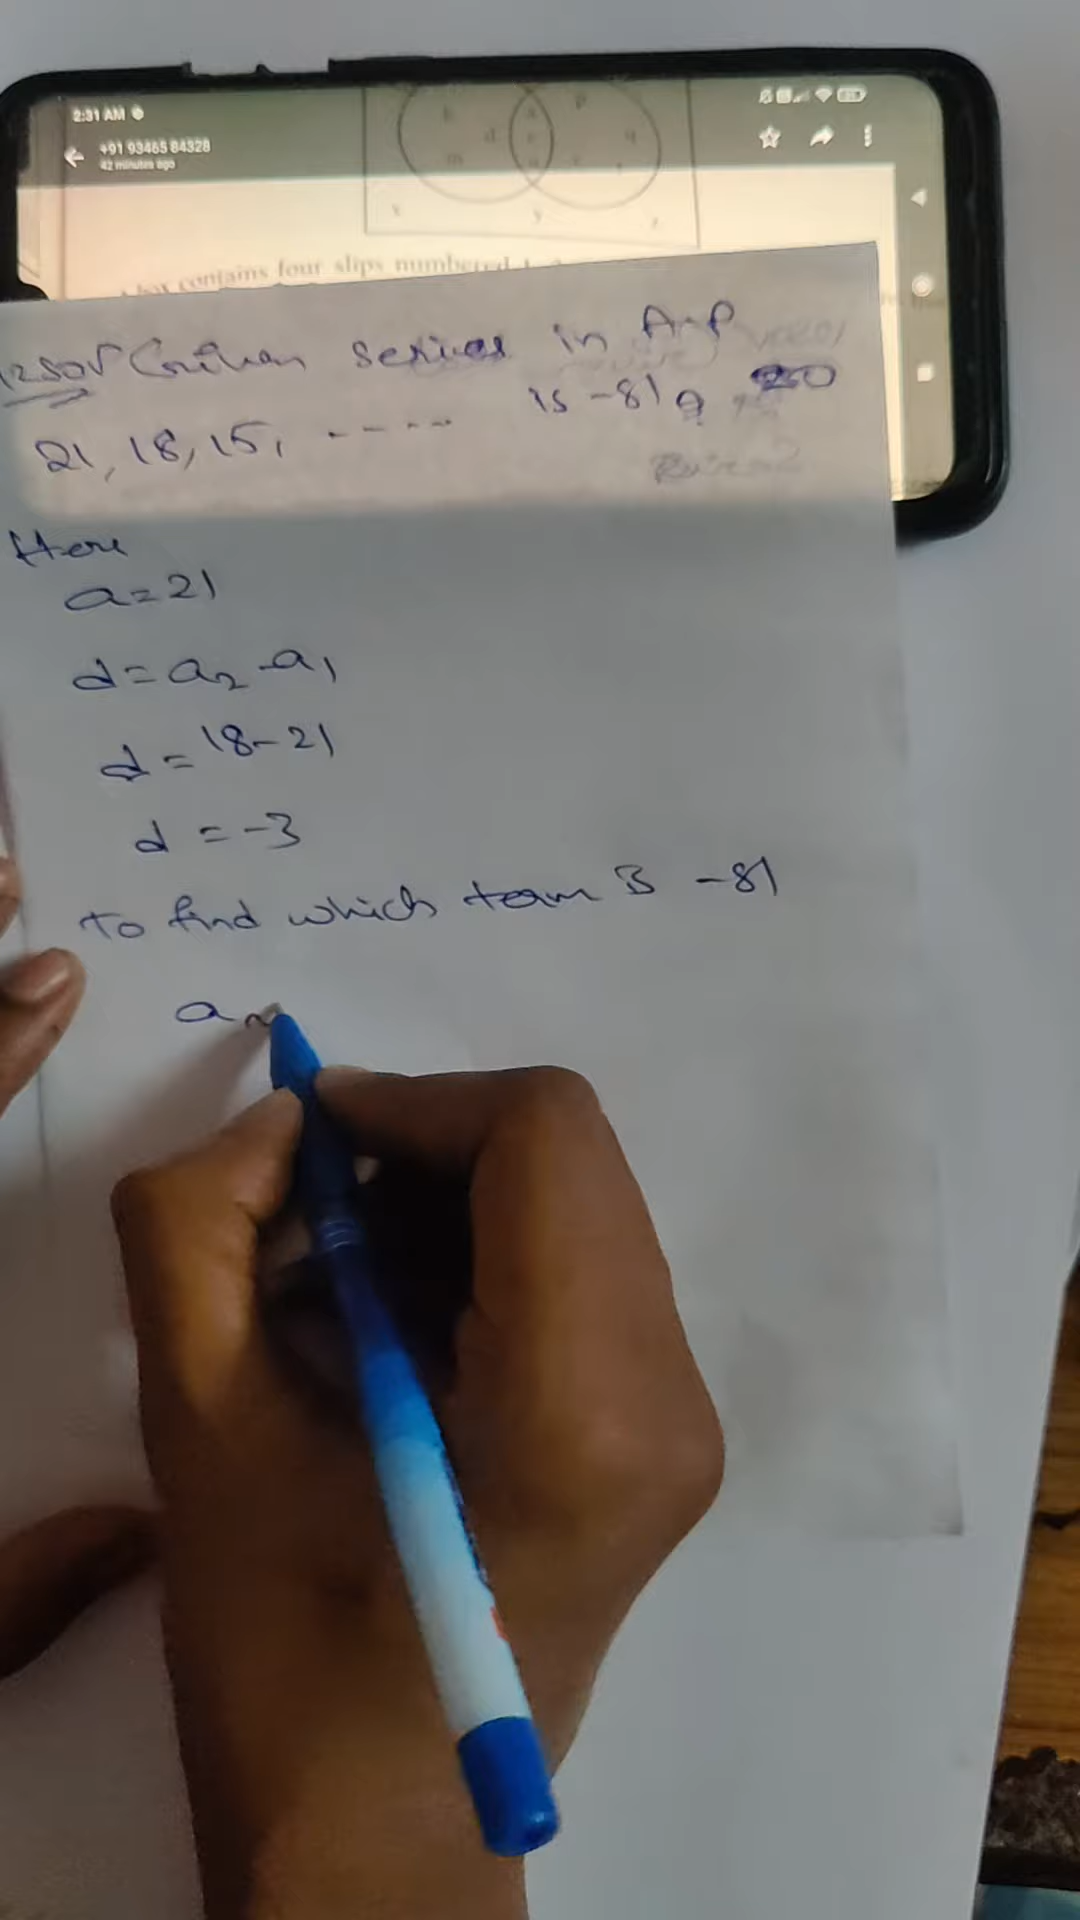 2:31 AM
+91 93465 84328
42 minutes ago
box contains four slips numbered
12 sol Given series in A.P
21, 18, 15, ..... is -81
Here
a=21
d= a2 -a1
d= 18-21
d = -3
to find which term is -81
an